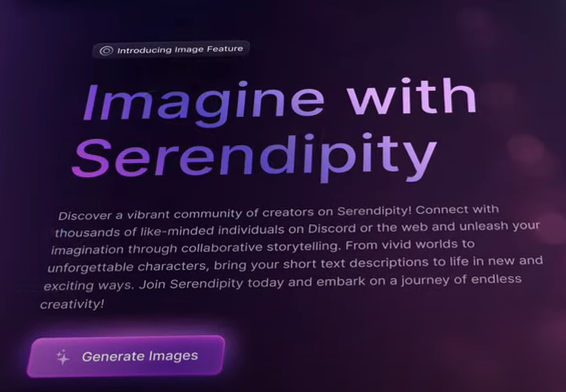 Introducing Image Feature
Imagine with
Serendipity
Discover a vibrant community of creators on Serendipity! Connect with
thousands of like-minded individuals on Discord or the web and unleash your
imagination through collaborative storytelling. From vivid worlds to
unforgettable characters, bring your short text descriptions to life in new and
exciting ways. Join Serendipity today and embark on a journey of endless
creativity!
Generate Images